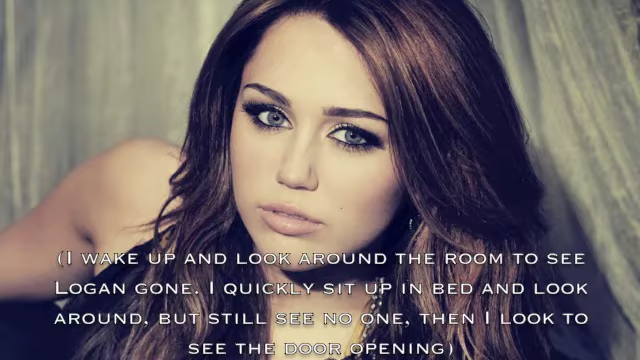 (I WAKE UP AND LOOK AROUND THE ROOM TO SEE
LOGAN GONE. I QUICKLY SIT UP IN BED AND LOOK
AROUND, BUT STILL SEE NO ONE, THEN I LOOK TO
SEE THE DOOR OPENING)